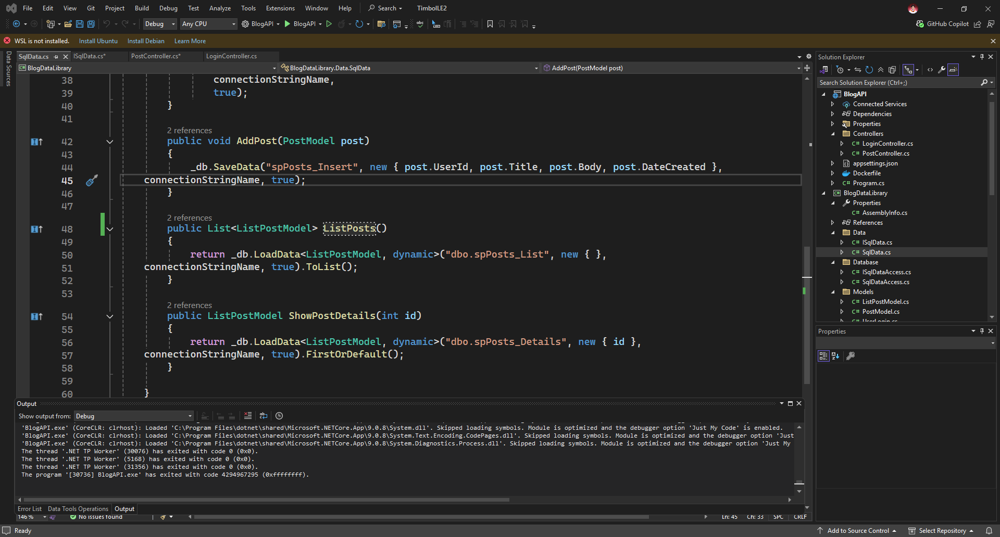 File Edit View Git Project Build Debug Test Analyze Tools Extensions Window Help Search TimbolLE2
Debug Any CPU BlogAPI BlogAPI GitHub Copilot
WSL is not installed. Install Ubuntu Install Debian Learn More
Data Sources
SqlData.cs ISqlData.cs* PostController.cs* LoginController.cs
BlogDataLibrary BlogDataLibrary.Data.SqlData AddPost(PostModel post)
38 connectionStringName,
39 true);
40 }
41
2 references
42 public void AddPost(PostModel post)
43 {
44 _db.SaveData("spPosts_Insert", new { post.UserId, post.Title, post.Body, post.DateCreated },
45 connectionStringName, true);
46 }
47
2 references
48 public List<ListPostModel> ListPosts()
49 {
50 return _db.LoadData<ListPostModel, dynamic>("dbo.spPosts_List", new { },
51 connectionStringName, true).ToList();
52 }
53
2 references
54 public ListPostModel ShowPostDetails(int id)
55 {
56 return _db.LoadData<ListPostModel, dynamic>("dbo.spPosts_Details", new { id },
57 connectionStringName, true).FirstOrDefault();
58 }
59
60 }
Output
Show output from: Debug
'BlogAPI.exe' (CoreCLR: clrhost): Loaded 'C:\Program Files\dotnet\shared\Microsoft.NETCore.App\9.0.8\System.dll'. Skipped loading symbols. Module is optimized and the debugger option 'Just My Code' is enabled.
'BlogAPI.exe' (CoreCLR: clrhost): Loaded 'C:\Program Files\dotnet\shared\Microsoft.NETCore.App\9.0.8\System.Text.Encoding.CodePages.dll'. Skipped loading symbols. Module is optimized and the debugger option 'Just
'BlogAPI.exe' (CoreCLR: clrhost): Loaded 'C:\Program Files\dotnet\shared\Microsoft.NETCore.App\9.0.8\System.Diagnostics.Process.dll'. Skipped loading symbols. Module is optimized and the debugger option 'Just My
The thread '.NET TP Worker' (30076) has exited with code 0 (0x0).
The thread '.NET TP Worker' (5168) has exited with code 0 (0x0).
The thread '.NET TP Worker' (31356) has exited with code 0 (0x0).
The program '[30736] BlogAPI.exe' has exited with code 4294967295 (0xffffffff).
Error List Data Tools Operations Output
146 % No issues found Ln: 45 Ch: 33 SPC CRLF
Ready Add to Source Control Select Repository
Solution Explorer
Search Solution Explorer (Ctrl+;)
BlogAPI
Connected Services
Dependencies
Properties
Controllers
C# LoginController.cs
C# PostController.cs
appsettings.json
Dockerfile
C# Program.cs
C# BlogDataLibrary
Properties
C# AssemblyInfo.cs
References
Data
C# ISqlData.cs
C# SqlData.cs
Database
C# ISqlDataAccess.cs
C# SqlDataAccess.cs
Models
C# ListPostModel.cs
C# PostModel.cs
C# UserLogin.cs
Properties